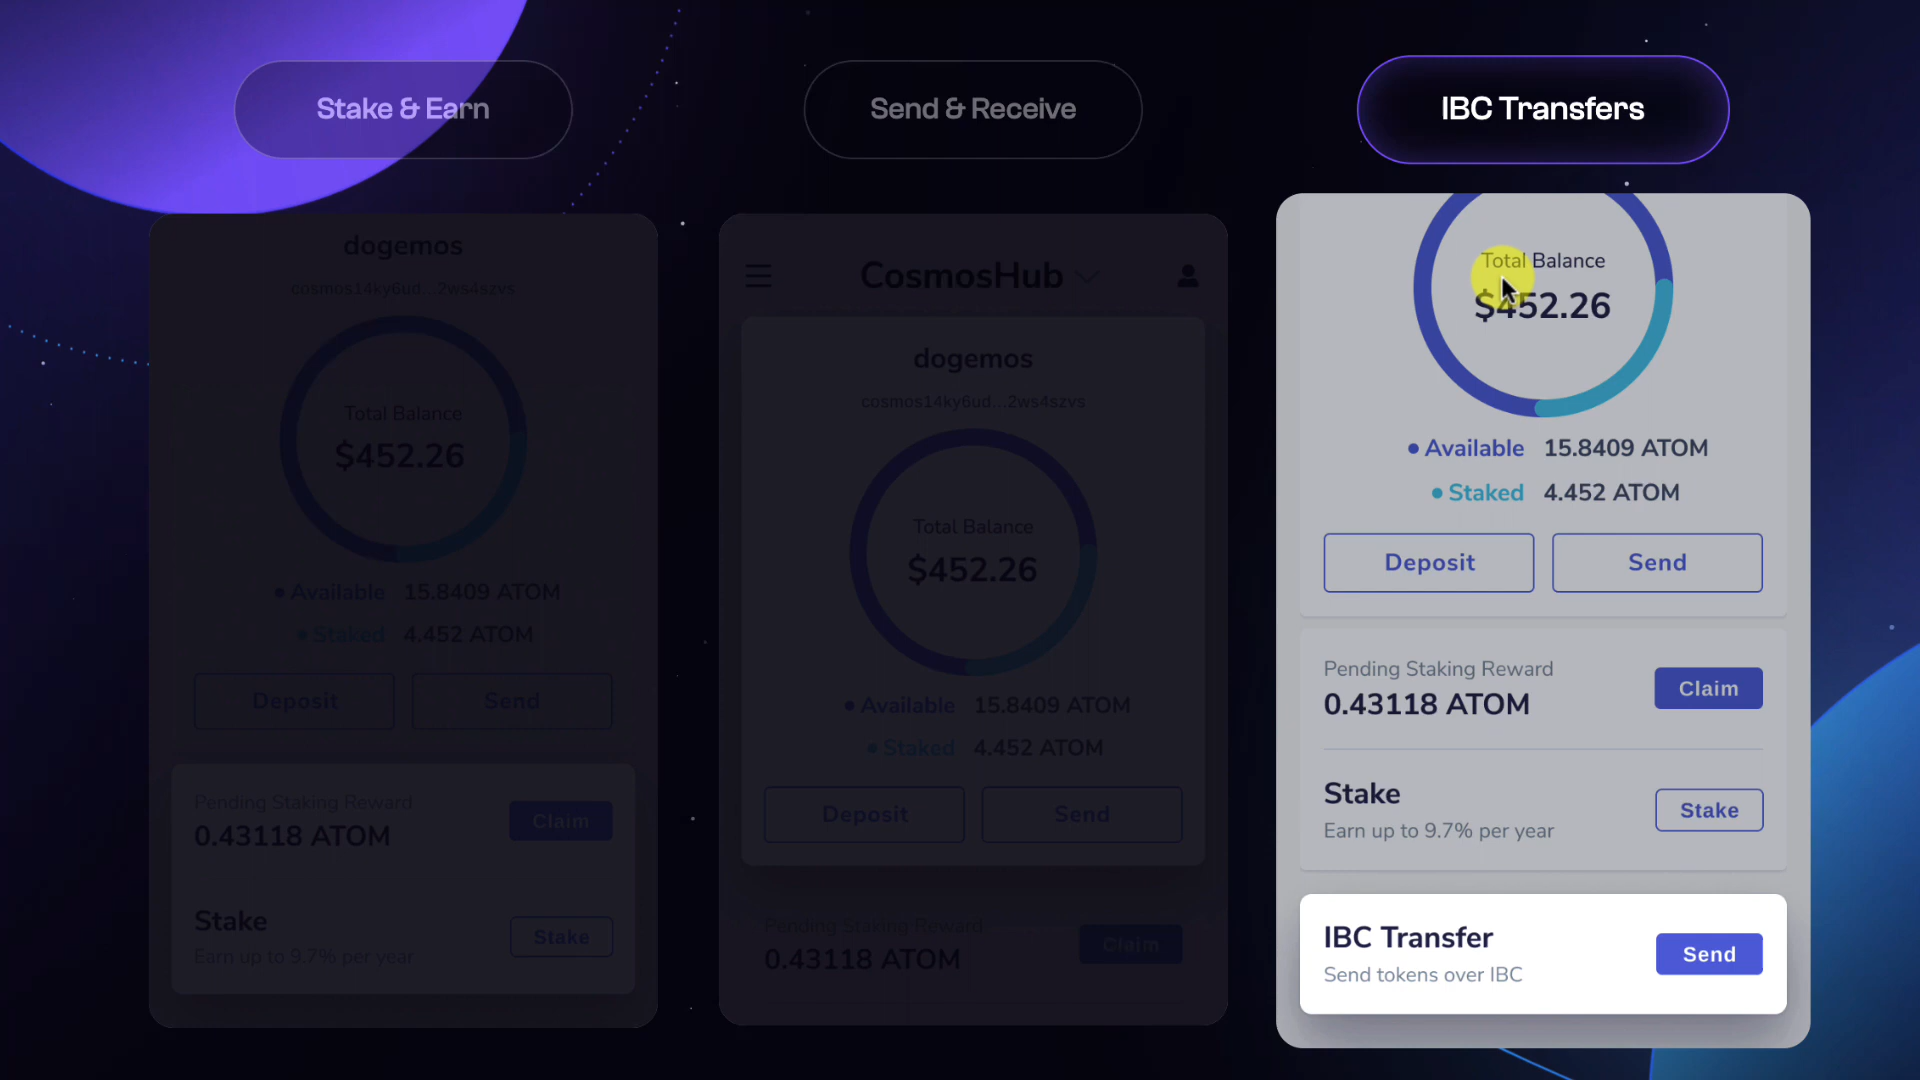 Stake & Earn
Send & Receive
IBC Transfers
dogemos
cosmos14ky6ud...2ws4szvs
Total Balance
$452.26
Available 15.8409 ATOM
Staked 4.452 ATOM
Deposit Send
Pending Staking Reward
0.43118 ATOM
Claim
Stake
Earn up to 9.7% per year
Stake
CosmosHub
dogemos
cosmos14ky6ud...2ws4szvs
Total Balance
$452.26
Available 15.8409 ATOM
Staked 4.452 ATOM
Deposit Send
Pending Staking Reward
0.43118 ATOM
Claim
Total Balance
$452.26
Available 15.8409 ATOM
Staked 4.452 ATOM
Deposit Send
Pending Staking Reward
0.43118 ATOM
Claim
Stake
Earn up to 9.7% per year
Stake
IBC Transfer
Send tokens over IBC
Send